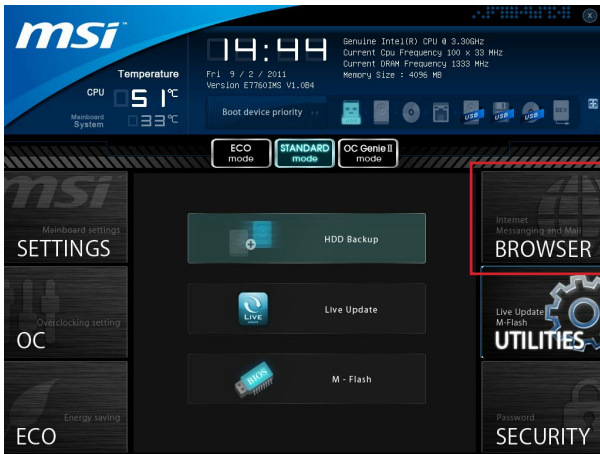 msi
14:44
Genuine Intel(R) CPU @ 3.30GHz
Current Cpu Frequency 100 x 33 MHz
Current DRAM Frequency 1333 MHz
Memory Size : 4096 MB
Temperature
Fri 9 / 2 / 2011
Version E7760IMS V1.0B4
CPU 51°C
Mainboard
System 33°C
Boot device priority
USB USB USB DEV
ECO
mode
STANDARD
mode
OC Genie II
mode
msi
Mainboard settings
SETTINGS
Overclocking setting
OC
Energy saving
ECO
HDD Backup
LIVE
Live Update
BIOS
M - Flash
Internet
Messanging and Mail
BROWSER
Live Update
M-Flash
UTILITIES
Password
SECURITY